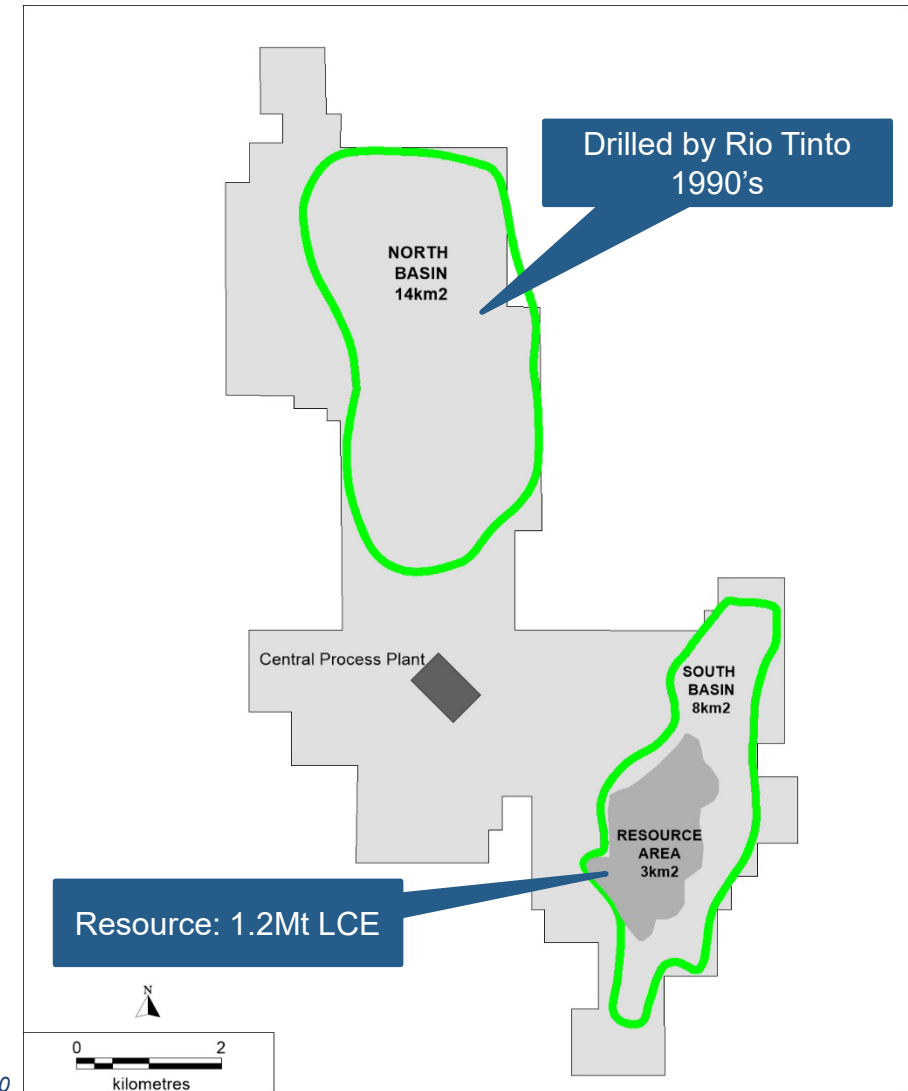 Drilled by Rio Tinto
1990's
NORTH
BASIN
14km2
Central Process Plant
SOUTH
BASIN
8km2
RESOURCE
AREA
3km2
Resource: 1.2Mt LCE
N
0 2
kilometres
0